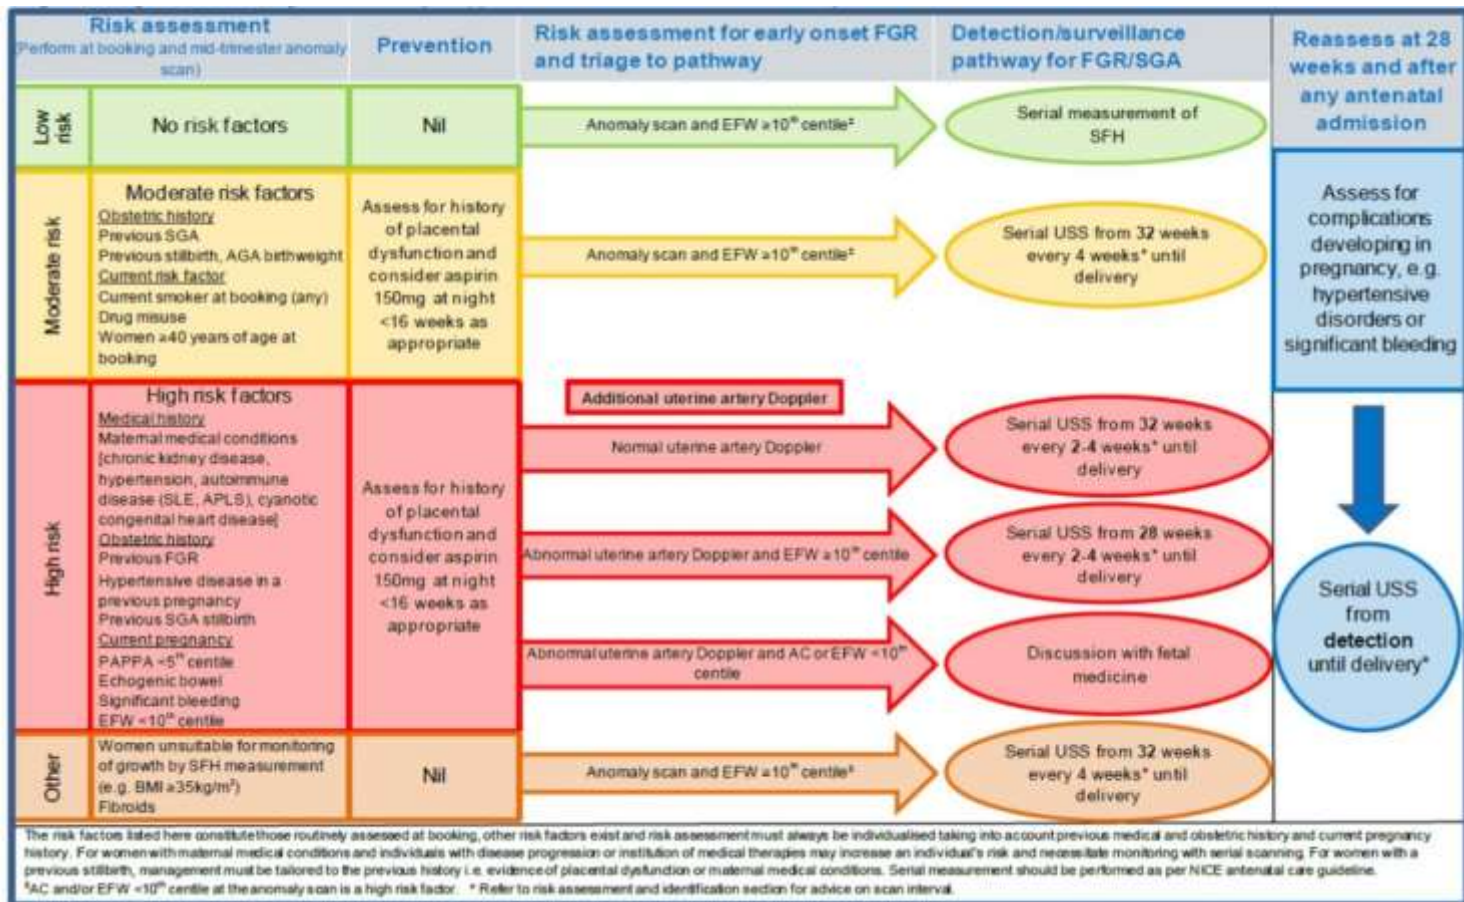 Risk assessment
(Perform at booking and mid-trimester anomaly
scan)
Prevention
Risk assessment for early onset FGR
and triage to pathway
Detection/surveillance
pathway for FGR/SGA
Reassess at 28
weeks and after
any antenatal
admission
Low
risk
No risk factors
Nil
Anomaly scan and EFW ≥10th centile‡
Serial measurement of
SFH
Moderate risk
Moderate risk factors
Obstetric history
Previous SGA
Previous stillbirth, AGA birthweight
Current risk factor
Current smoker at booking (any)
Drug misuse
Women ≥40 years of age at
booking
Assess for history
of placental
dysfunction and
consider aspirin
150mg at night
<16 weeks as
appropriate
Anomaly scan and EFW ≥10th centile‡
Serial USS from 32 weeks
every 4 weeks* until
delivery
Assess for
complications
developing in
pregnancy, e.g.
hypertensive
disorders or
significant bleeding
High risk
High risk factors
Medical history
Maternal medical conditions
[chronic kidney disease,
hypertension, autoimmune
disease (SLE, APLS), cyanotic
congenital heart disease]
Obstetric history
Previous FGR
Hypertensive disease in a
previous pregnancy
Previous SGA stillbirth
Current pregnancy
PAPPA <5th centile
Echogenic bowel
Significant bleeding
EFW <10th centile
Assess for history
of placental
dysfunction and
consider aspirin
150mg at night
<16 weeks as
appropriate
Additional uterine artery Doppler
Normal uterine artery Doppler
Serial USS from 32 weeks
every 2-4 weeks* until
delivery
Abnormal uterine artery Doppler and EFW ≥10th centile
Serial USS from 28 weeks
every 2-4 weeks* until
delivery
Abnormal uterine artery Doppler and AC or EFW <10th
centile
Discussion with fetal
medicine
Serial USS
from
detection
until delivery*
Other
Women unsuitable for monitoring
of growth by SFH measurement
(e.g. BMI ≥35kg/m²)
Fibroids
Nil
Anomaly scan and EFW ≥10th centile‡
Serial USS from 32 weeks
every 4 weeks* until
delivery
The risk factors listed here constitute those routinely assessed at booking, other risk factors exist and risk assessment must always be individualised taking into account previous medical and obstetric history and current pregnancy
history. For women with maternal medical conditions and individuals with disease progression or institution of medical therapies may increase an individual's risk and necessitate monitoring with serial scanning. For women with a
previous stillbirth, management must be tailored to the previous history i.e. evidence of placental dysfunction or maternal medical conditions. Serial measurement should be performed as per NICE antenatal care guideline.
‡AC and/or EFW <10th centile at the anomaly scan is a high risk factor. * Refer to risk assessment and identification section for advice on scan interval.